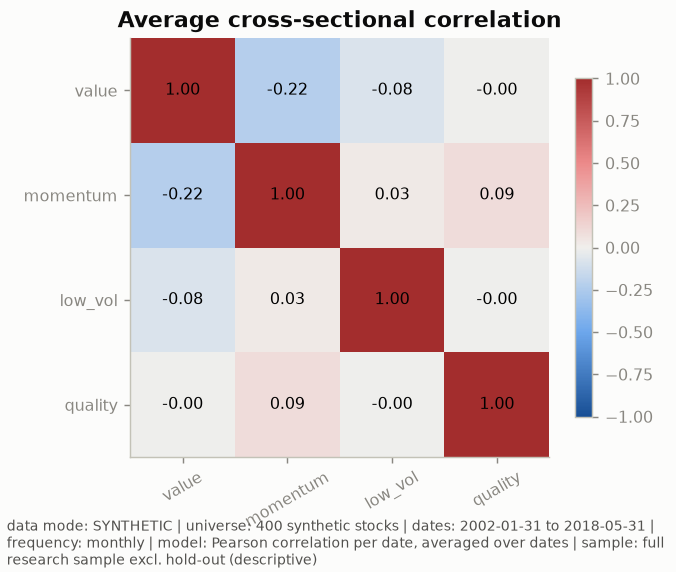 Average cross-sectional correlation
value 1.00 -0.22 -0.08 -0.00
momentum -0.22 1.00 0.03 0.09
low_vol -0.08 0.03 1.00 -0.00
quality -0.00 0.09 -0.00 1.00
value momentum low_vol quality
1.00
0.75
0.50
0.25
0.00
−0.25
−0.50
−0.75
−1.00
data mode: SYNTHETIC | universe: 400 synthetic stocks | dates: 2002-01-31 to 2018-05-31 |
frequency: monthly | model: Pearson correlation per date, averaged over dates | sample: full
research sample excl. hold-out (descriptive)